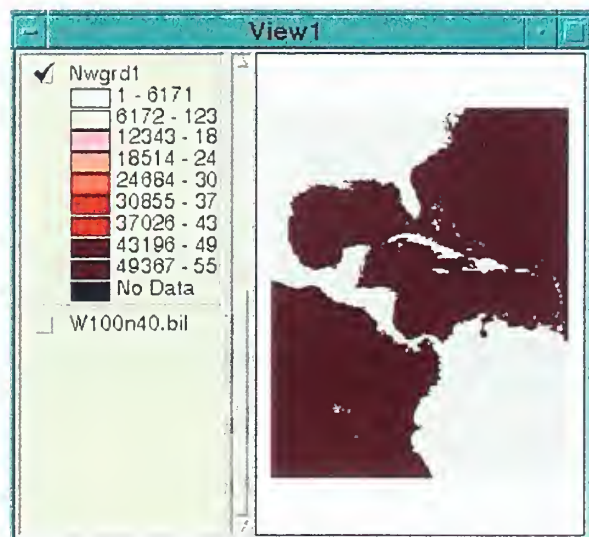 View1
Nwgrd1
1 - 6171
6172 - 123
12343 - 18
18514 - 24
24684 - 30
30855 - 37
37026 - 43
43196 - 49
49367 - 55
No Data
W100n40.bil